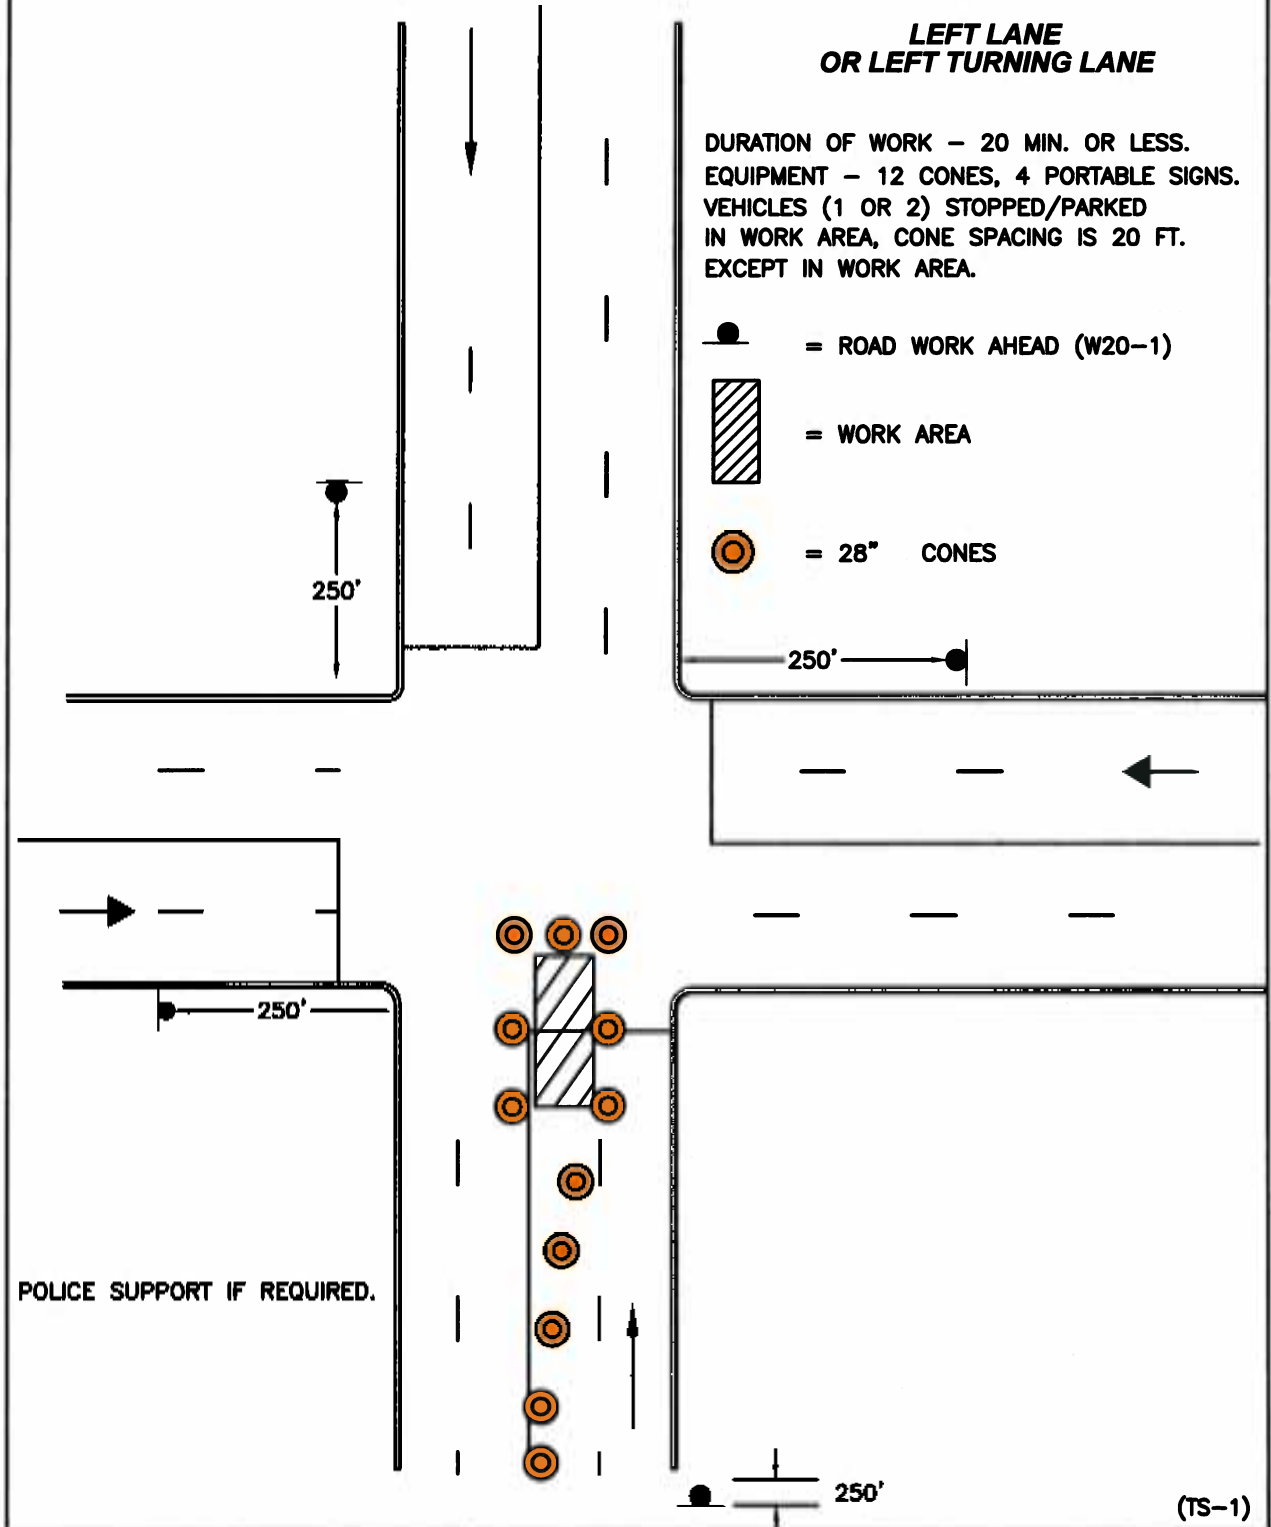 LEFT LANE
OR LEFT TURNING LANE
DURATION OF WORK - 20 MIN. OR LESS.
EQUIPMENT - 12 CONES, 4 PORTABLE SIGNS.
VEHICLES (1 OR 2) STOPPED/PARKED
IN WORK AREA, CONE SPACING IS 20 FT.
EXCEPT IN WORK AREA.
= ROAD WORK AHEAD (W20-1)
= WORK AREA
= 28" CONES
250'
250'
250'
POLICE SUPPORT IF REQUIRED.
250'
(TS-1)